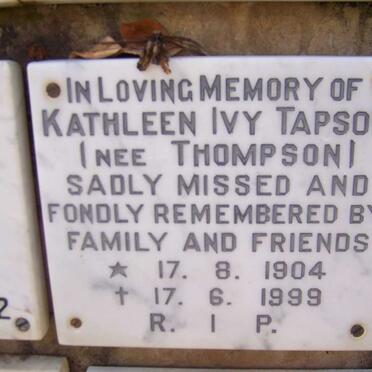 IN LOVING MEMORY OF
KATHLEEN IVY TAPSO
(NEE THOMPSON)
SADLY MISSED AND
FONDLY REMEMBERED BY
FAMILY AND FRIENDS
★ 17. 8. 1904
✝ 17. 6. 1999
R. I P.
2